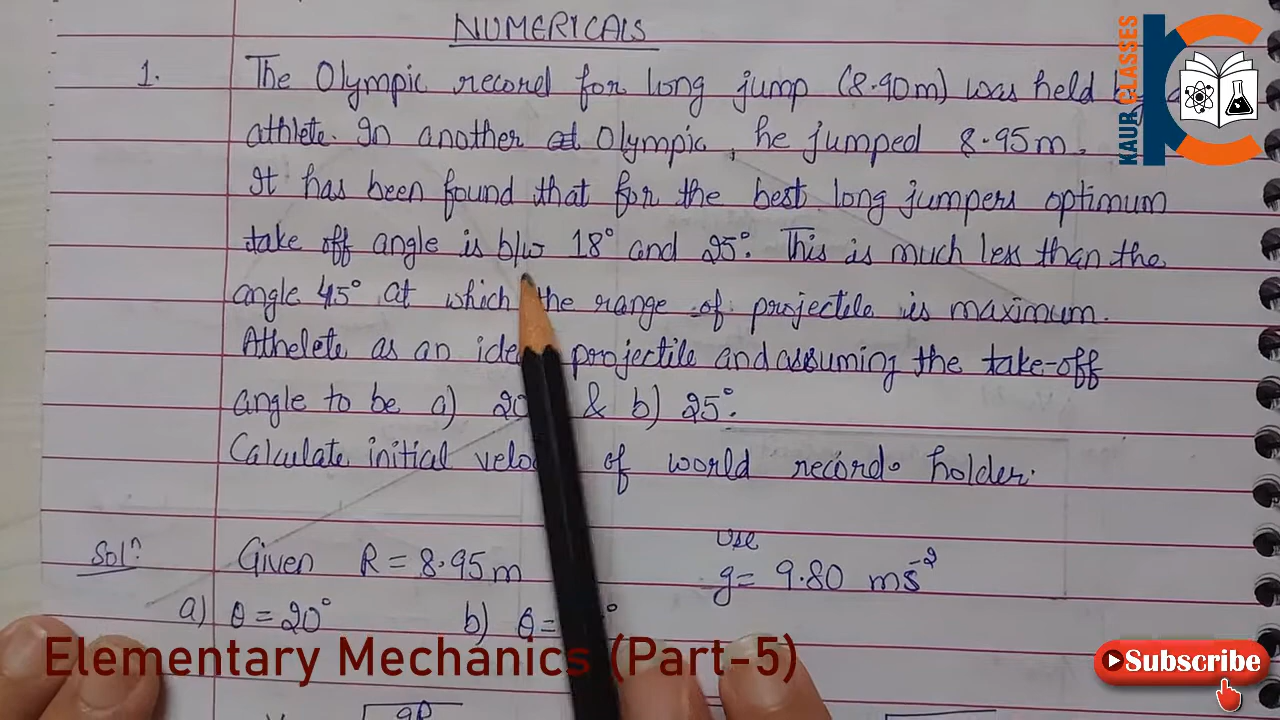 NUMERICALS
1. The Olympic record for long jump (8.90m) was held by
athlete. In another at Olympic, he jumped 8.95m.
It has been found that for the best long jumpers optimum
take off angle is b/w 18° and 25°. This is much less than the
angle 45° at which the range of projectile is maximum.
Athelete as an projectile and assuming the take-off
angle to be a) & b) 25°.
Calculate initial of world record holder.
Solⁿ. Given R = 8.95m Use
g = 9.80 ms⁻²
a) θ = 20° b) θ =
Elementary Mechanics (Part-5)
KAUR CLASSES
Subscribe